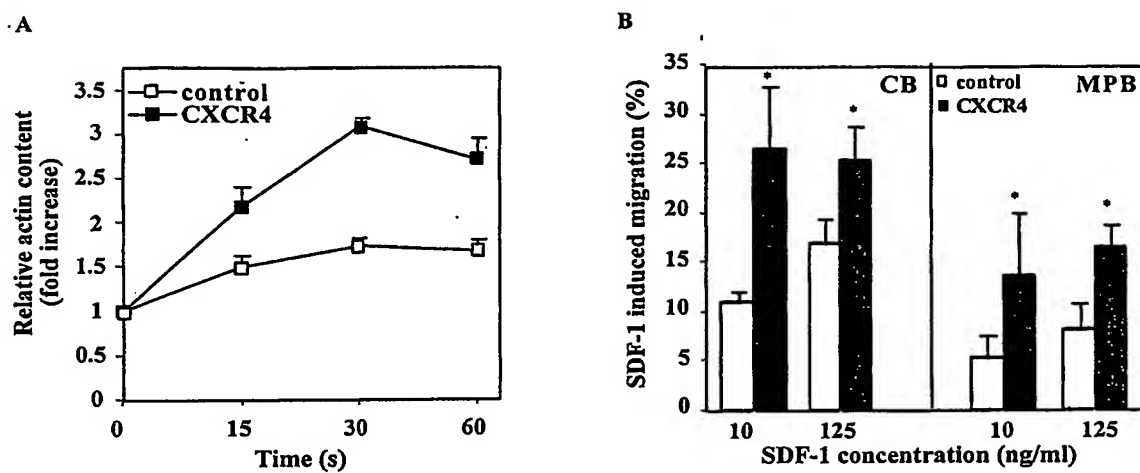 A
Relative actin content
(fold increase)
3.5
3
2.5
2
1.5
1
0.5
0
control
CXCR4
0 15 30 60
Time (s)
B
SDF-1 induced migration (%)
35
30
25
20
15
10
5
0
CB
MPB
control
CXCR4
* * * *
10 125 10 125
SDF-1 concentration (ng/ml)